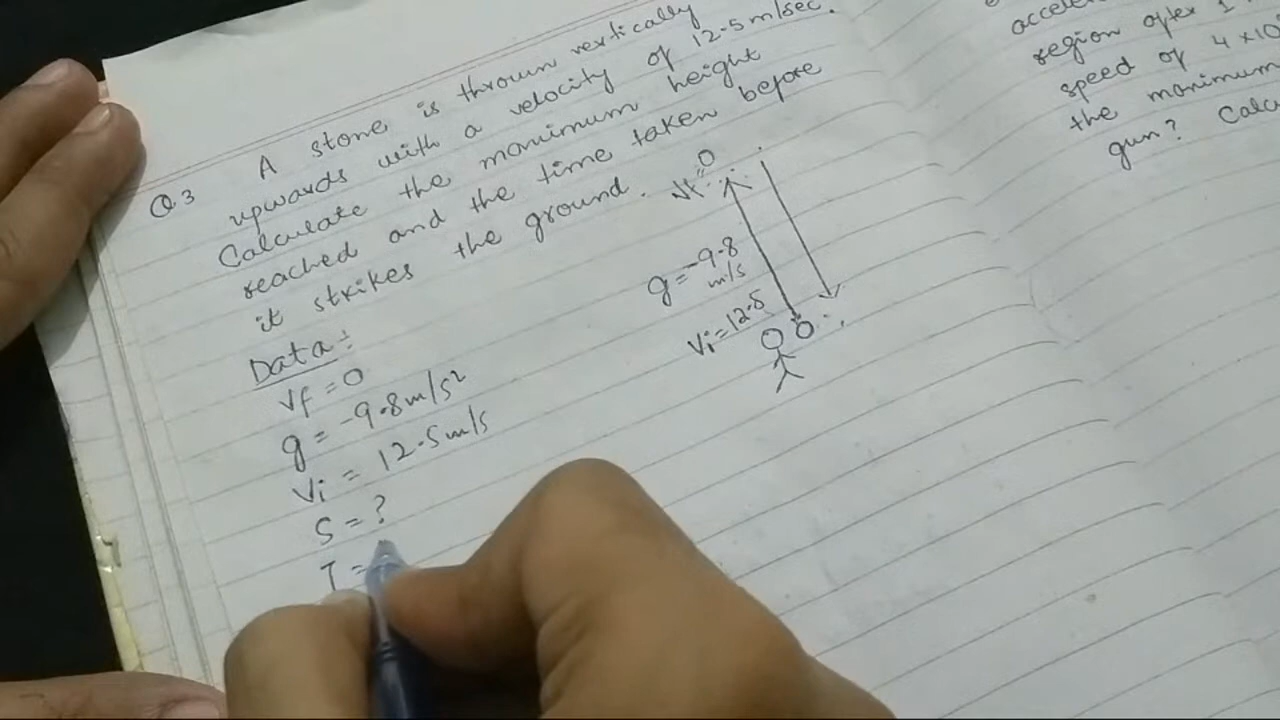 Q.3 A stone is thrown vertically
upwards with a velocity of 12.5 m/sec.
Calculate the maximum height
reached and the time taken before
it strikes the ground.
Data:
Vf = 0
g = -9.8 m/s²
Vi = 12.5 m/s
S = ?
T =
Vf = 0
g = -9.8
m/s
Vi = 12.5
region after 1
speed of 4 × 10
the maximum
gun?